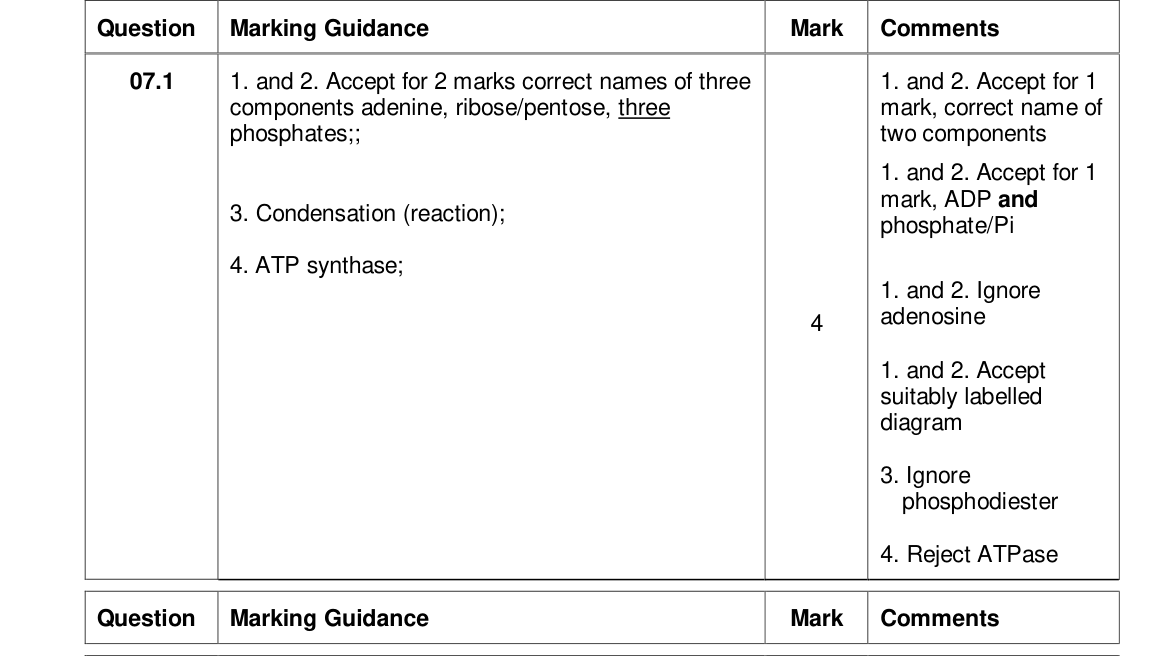 Question Marking Guidance Mark Comments
07.1
1. and 2. Accept for 2 marks correct names of three
components adenine, ribose/pentose, three
phosphates;;
3. Condensation (reaction);
4. ATP synthase;
4
1. and 2. Accept for 1
mark, correct name of
two components
1. and 2. Accept for 1
mark, ADP and
phosphate/Pi
1. and 2. Ignore
adenosine
1. and 2. Accept
suitably labelled
diagram
3. Ignore
phosphodiester
4. Reject ATPase
Question Marking Guidance Mark Comments